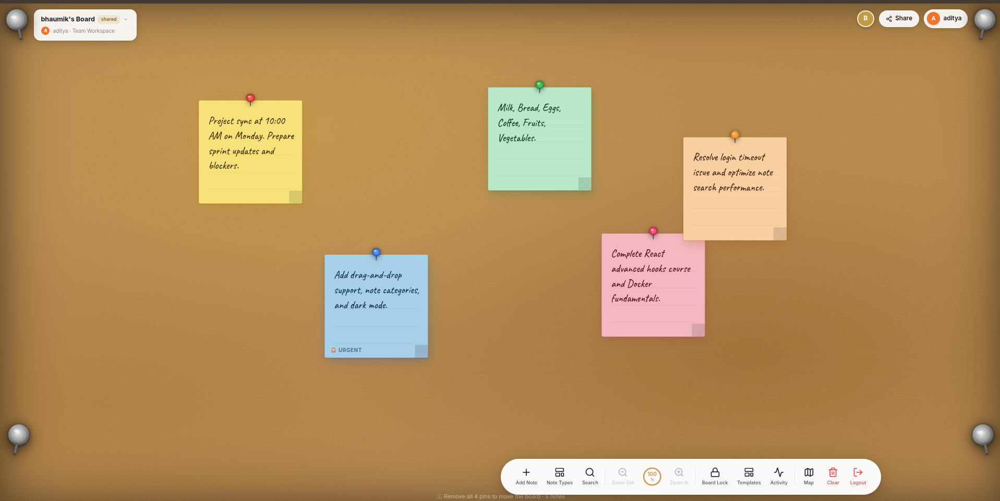 bhaumik's Board shared
A aditya · Team Workspace
B
Share
A aditya
Project sync at 10:00
AM on Monday. Prepare
sprint updates and
blockers.
Milk, Bread, Eggs,
Coffee, Fruits,
Vegetables.
Resolve login timeout
issue and optimize note
search performance.
Add drag-and-drop
support, note categories,
and dark mode.
🚨 URGENT
Complete React
advanced hooks course
and Docker
fundamentals.
Add Note
Note Types
Search
Zoom Out
100
%
Zoom In
Board Lock
Templates
Activity
Map
Clear
Logout
ⓘ Remove all 4 pins to move the board · 5 notes